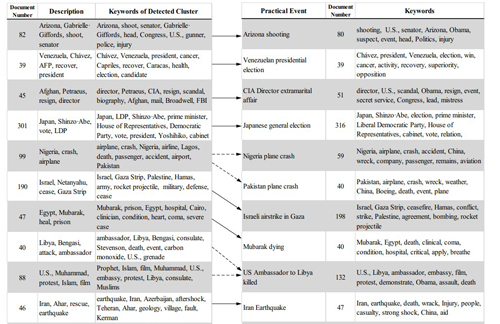 Document Number
Description
Keywords of Detected Cluster
Practical Event
Document Number
Keywords
82
Arizona, Gabrielle-
Giffords, shoot,
senator
Arizona, shoot, senator, Gabrielle-
Giffords, head, Congress, U.S., gunner,
police, injury
Arizona shooting
80
shooting, U.S., senator, Arizona, Obama,
suspect, event, head, Politics, injury
39
Venezuela, Chávez,
AFP, recover,
president
Chávez, Venezuela, president, cancer,
Capriles, recover, Caracas, health,
election, candidate
Venezuelan presidential
election
39
Chávez, president, Venezuela, election, win,
cancer, activity, recovery, superiority,
opposition
45
Afghan, Petraeus,
resign, director
director, Petraeus, CIA, resign, scandal,
biography, Afghan, mail, Broadwell, FBI
CIA Director extramarital
affair
51
director, U.S., scandal, Obama, resign, event,
secret service, Congress, lead, mistress
301
Japan, Shinzo-Abe,
vote, LDP
Japan, LDP, Shinzo-Abe, prime minister,
House of Representatives, Democratic
Party, vote, president, Yoshihiko, cabinet
Japanese general election
316
Japan, Shinzo-Abe, election, prime minister,
Liberal Democratic Party, House of
Representatives, cabinet, vote, relation,
99
Nigeria, crash,
airplane
airplane, crash, Nigeria, airline, Lagos,
death, passenger, accident, airport,
Pakistan
Nigeria plane crash
59
Nigeria, airplane, crash, accident, China,
wreck, company, passenger, remains, aviation
190
Israel, Netanyahu,
cease, Gaza Strip
Israel, Gaza Strip, Palestine, Hamas,
army, rocket projectile, military, defense,
cease
Pakistan plane crash
40
Pakistan, airplane, crash, wreck, weather,
China, Boeing, death, event, plane
47
Egypt, Mubarak,
heal, prison
Mubarak, prison, Egypt, hospital, Cairo,
clinician, condition, heart, coma, severe
case
Israeli airstrike in Gaza
198
Israel, Gaza Strip, ceasefire, Hamas, conflict,
strike, Palestine, agreement, bombing, rocket
projectile
40
Libya, Bengasi,
attack, ambassador
ambassador, Libya, Bengasi, consulate,
Stevenson, death, event, carbon
monoxide, U.S., grenade
Mubarak dying
40
Mubarak, Egypt, death, clinical, coma,
condition, hospital, critical, apply, breathe
88
U.S., Muhammad,
protest, Islam, film
Prophet, Islam, film, Muhammad, U.S.,
embassy, protest, Libya, consulate,
Muslims
US Ambassador to Libya
killed
132
U.S., Libya, ambassador, embassy, film,
protest, demonstrate, Obama, assault, death
46
Iran, Ahar, rescue,
earthquake
earthquake, Iran, Azerbaijan, aftershock,
Teheran, Ahar, geology, village, fault,
Kerman
Iran Earthquake
47
Iran, earthquake, death, wrack, Injury, people,
casualty, strong shock, China, aid